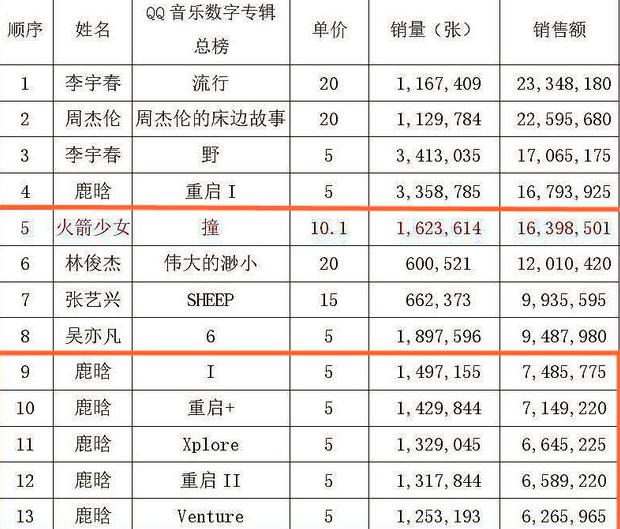 顺序 姓名 QQ 音乐数字专辑总榜 单价 销量（张） 销售额
1 李宇春 流行 20 1,167,409 23,348,180
2 周杰伦 周杰伦的床边故事 20 1,129,784 22,595,680
3 李宇春 野 5 3,413,035 17,065,175
4 鹿晗 重启 I 5 3,358,785 16,793,925
5 火箭少女 撞 10.1 1,623,614 16,398,501
6 林俊杰 伟大的渺小 20 600,521 12,010,420
7 张艺兴 SHEEP 15 662,373 9,935,595
8 吴亦凡 6 5 1,897,596 9,487,980
9 鹿晗 I 5 1,497,155 7,485,775
10 鹿晗 重启+ 5 1,429,844 7,149,220
11 鹿晗 Xplore 5 1,329,045 6,645,225
12 鹿晗 重启 II 5 1,317,844 6,589,220
13 鹿晗 Venture 5 1,253,193 6,265,965